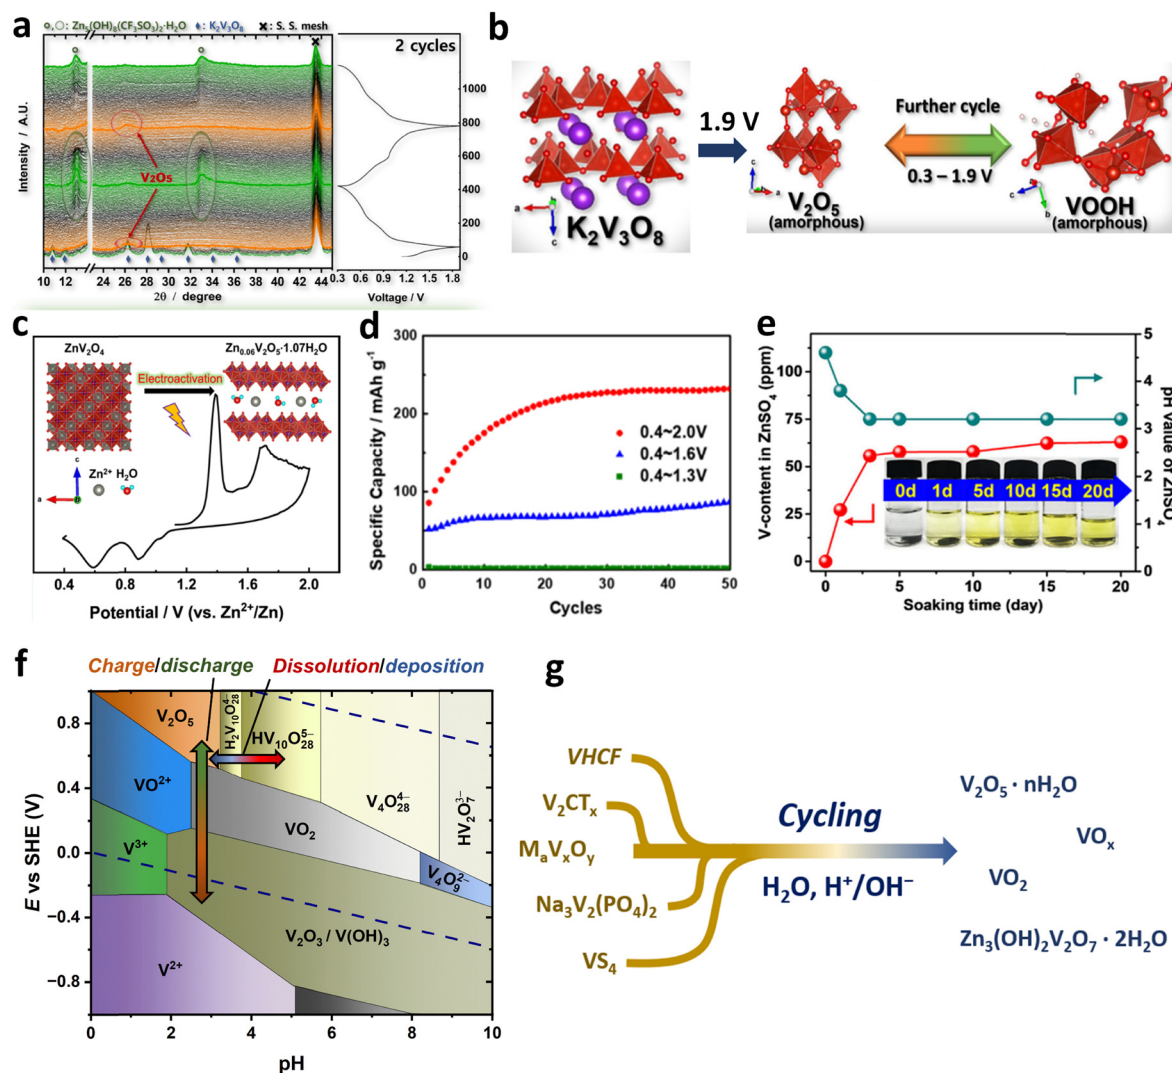 a
○,○: Zn5(OH)8(CF3SO3)2·H2O ♦: K2V3O8 ✖: S. S. mesh
2 cycles
V2O5
Intensity / A.U.
10 12 24 26 28 30 32 34 36 38 40 42 44
2θ / degree
1000
800
600
400
200
0
0.3 0.6 0.9 1.2 1.5 1.8
Voltage / V
b
1.9 V
Further cycle
0.3 – 1.9 V
K2V3O8
V2O5
(amorphous)
VOOH
(amorphous)
a
c
c
a
b
c
ZnV2O4
Zn0.06V2O5·1.07H2O
Electroactivation
c
a
b
Zn2+ H2O
0.4 0.8 1.2 1.6 2.0
Potential / V (vs. Zn2+/Zn)
d
Specific Capacity / mAh g-1
300
200
100
0
0.4~2.0V
0.4~1.6V
0.4~1.3V
0 10 20 30 40 50
Cycles
e
V-content in ZnSO4 (ppm)
100
75
50
25
0
pH value of ZnSO4
5
4
3
2
1
0
0d 1d 5d 10d 15d 20d
0 5 10 15 20
Soaking time (day)
f
Charge/discharge Dissolution/deposition
E vs SHE (V)
0.8
0.4
0.0
−0.4
−0.8
V2O5
H2V10O28^4−
HV10O28^5−
VO2+
V4O28^4−
HV2O7^3−
V3+
VO2
V4O9^2−
V2O3 / V(OH)3
V2+
0 2 4 6 8 10
pH
g
VHCF
V2CTx
MaVxOy
Na3V2(PO4)2
VS4
Cycling
H2O, H+/OH−
V2O5 · nH2O
VOx
VO2
Zn3(OH)2V2O7 · 2H2O